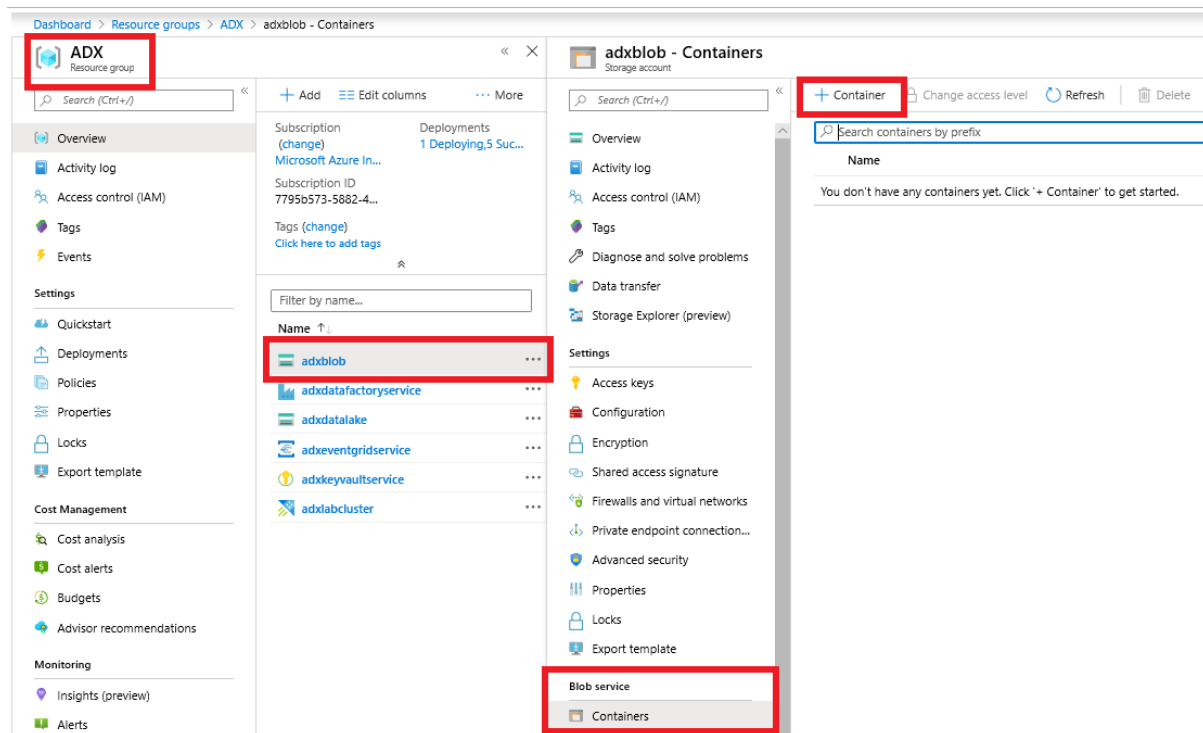 Dashboard > Resource groups > ADX > adxblob - Containers
ADX
Resource group
Search (Ctrl+/)
Overview
Activity log
Access control (IAM)
Tags
Events
Settings
Quickstart
Deployments
Policies
Properties
Locks
Export template
Cost Management
Cost analysis
Cost alerts
Budgets
Advisor recommendations
Monitoring
Insights (preview)
Alerts
Add Edit columns ··· More
Subscription (change)
Microsoft Azure In...
Deployments
1 Deploying,5 Suc...
Subscription ID
7795b573-5882-4...
Tags (change)
Click here to add tags
Filter by name...
Name ↑↓
adxblob ···
adxdatafactoryservice ···
adxdatalake ···
adxeventgridservice ···
adxkeyvaultservice ···
adxlabcluster ···
adxblob - Containers
Storage account
Search (Ctrl+/)
Overview
Activity log
Access control (IAM)
Tags
Diagnose and solve problems
Data transfer
Storage Explorer (preview)
Settings
Access keys
Configuration
Encryption
Shared access signature
Firewalls and virtual networks
Private endpoint connection...
Advanced security
Properties
Locks
Export template
Blob service
Containers
+ Container Change access level Refresh Delete
Search containers by prefix
Name
You don't have any containers yet. Click '+ Container' to get started.